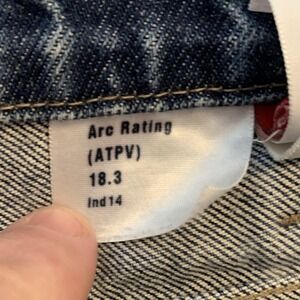 Arc Rating
(ATPV)
18.3
Ind14